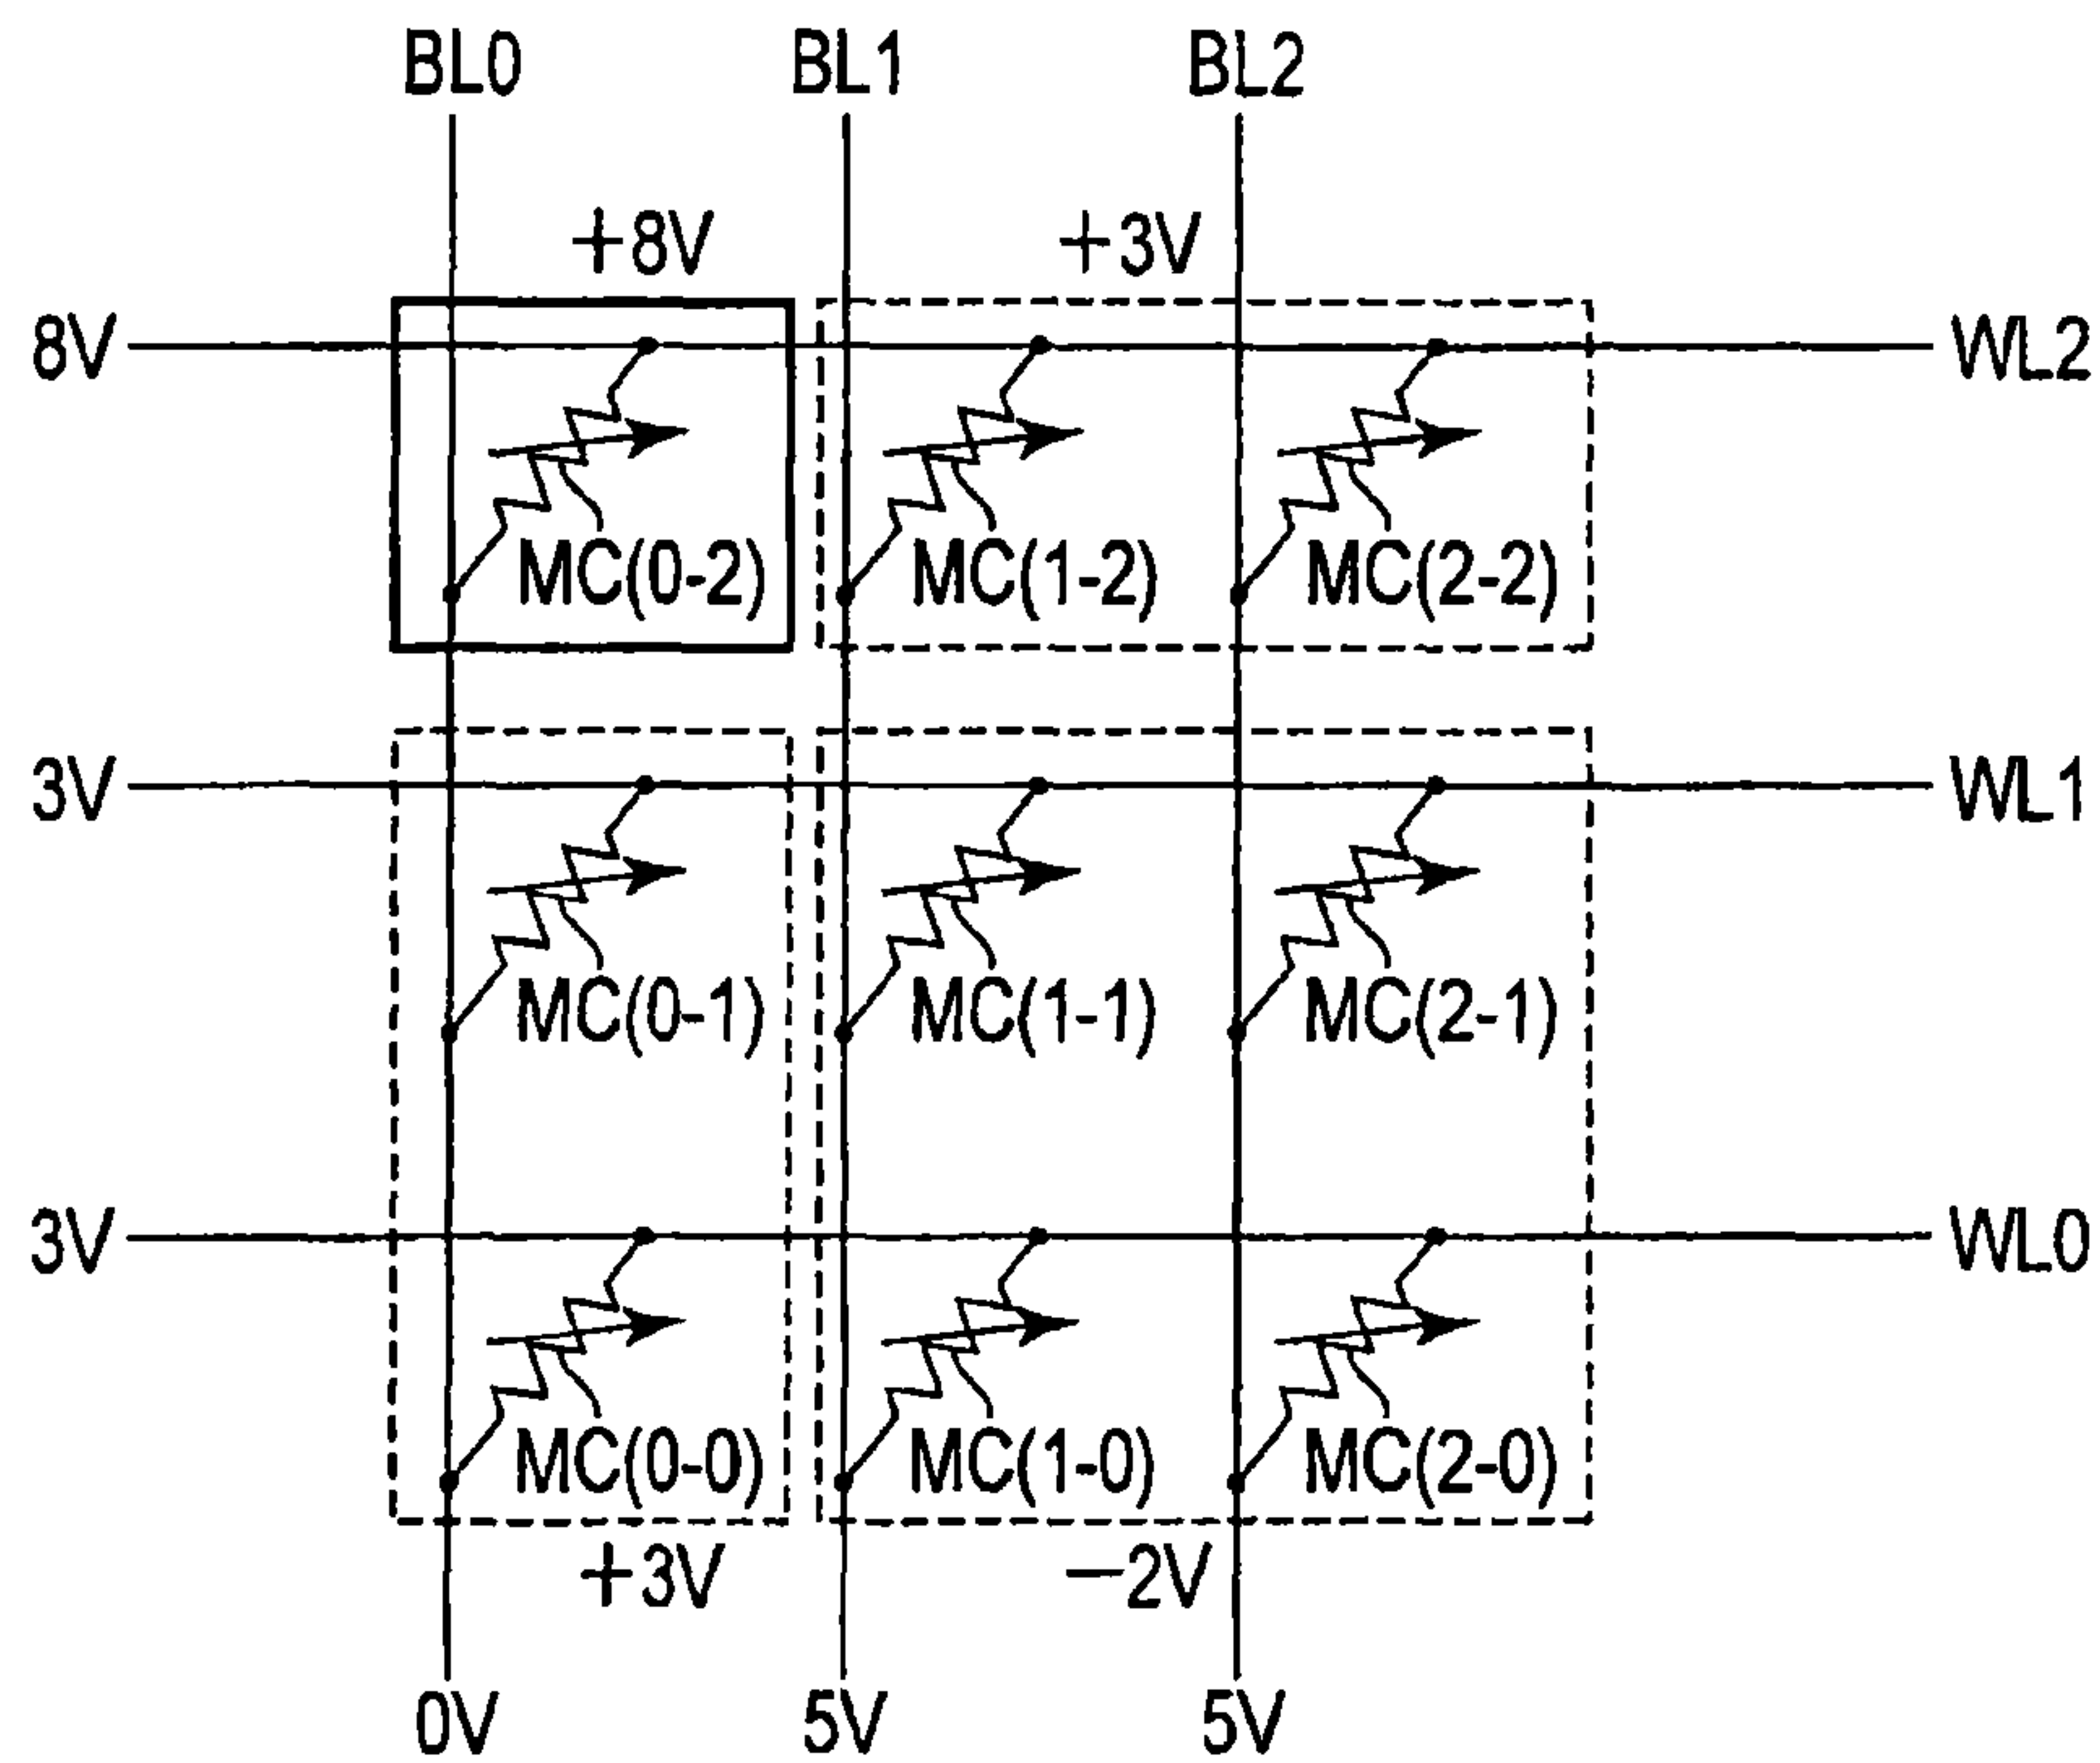 BL0 BL1 BL2
+8V +3V
8V WL2
MC(0-2) MC(1-2) MC(2-2)
3V WL1
MC(0-1) MC(1-1) MC(2-1)
3V WL0
MC(0-0) MC(1-0) MC(2-0)
+3V −2V
0V 5V 5V